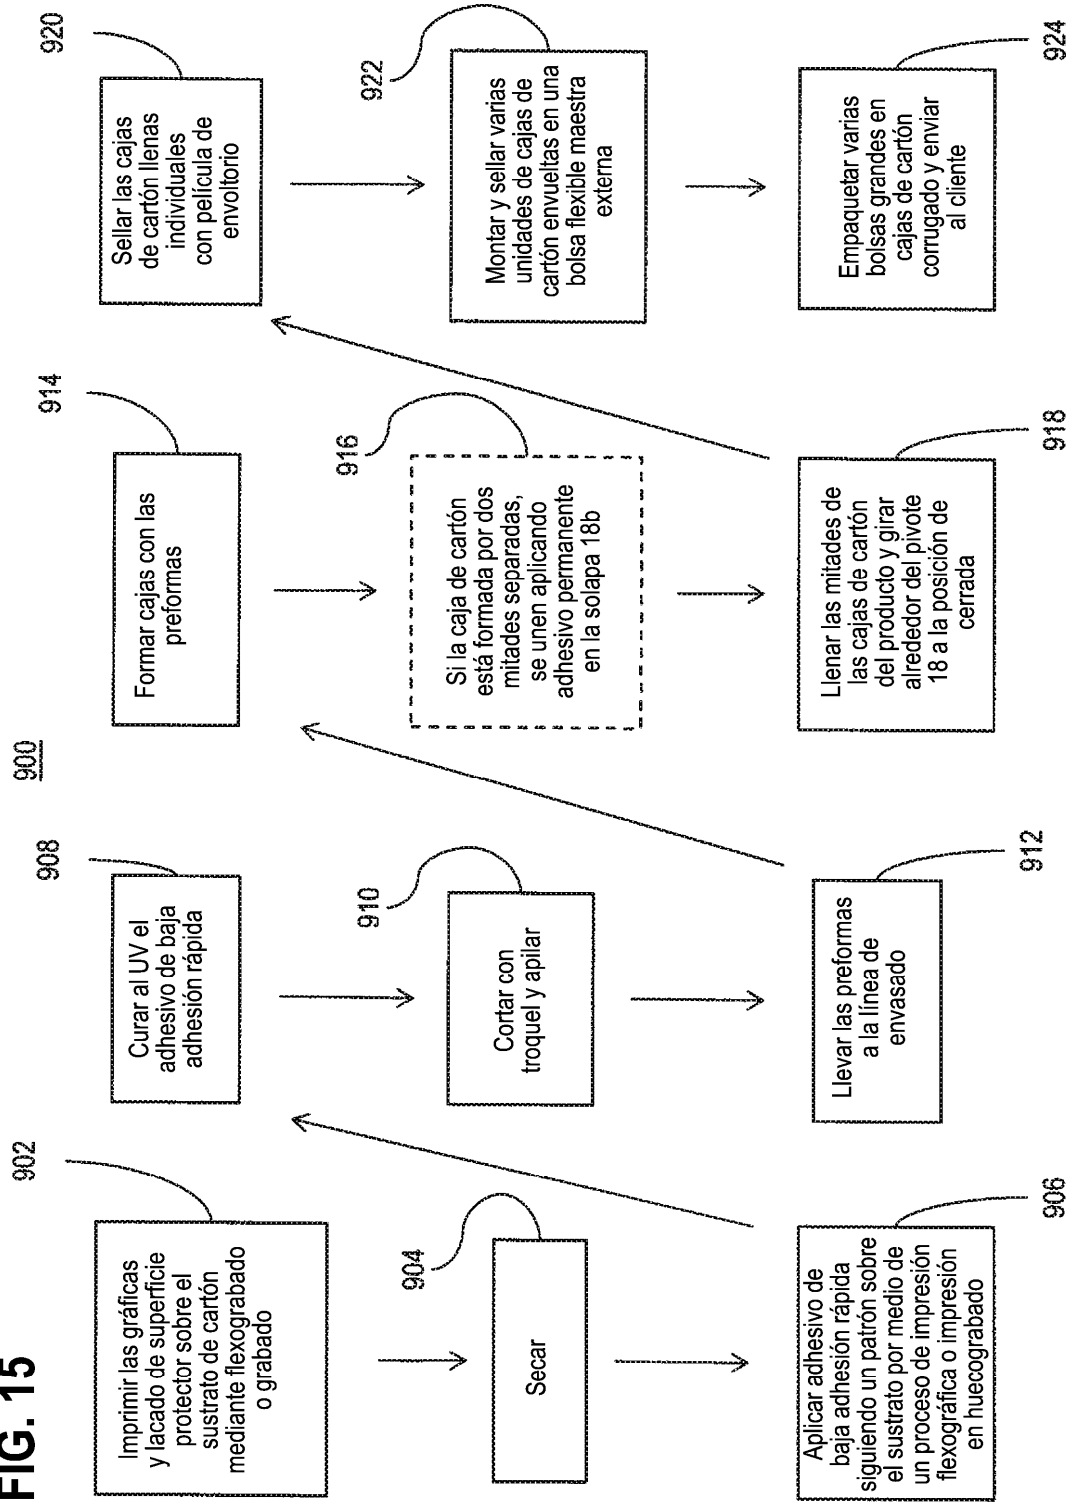 FIG. 15
900
902
Imprimir las gráficas
y lacado de superficie
protector sobre el
sustrato de cartón
mediante flexograbado
o grabado
904
Secar
906
Aplicar adhesivo de
baja adhesión rápida
siguiendo un patrón sobre
el sustrato por medio de
un proceso de impresión
flexográfica o impresión
en huecograbado
908
Curar al UV el
adhesivo de baja
adhesión rápida
910
Cortar con
troquel y apilar
912
Llevar las preformas
a la línea de
envasado
914
Formar cajas con las
preformas
916
Si la caja de cartón
está formada por dos
mitades separadas,
se unen aplicando
adhesivo permanente
en la solapa 18b
918
Llenar las mitades de
las cajas de cartón
del producto y girar
alrededor del pivote
18 a la posición de
cerrada
920
Sellar las cajas
de cartón llenas
individuales
con película de
envoltorio
922
Montar y sellar varias
unidades de cajas de
cartón envueltas en una
bolsa flexible maestra
externa
924
Empaquetar varias
bolsas grandes en
cajas de cartón
corrugado y enviar
al cliente